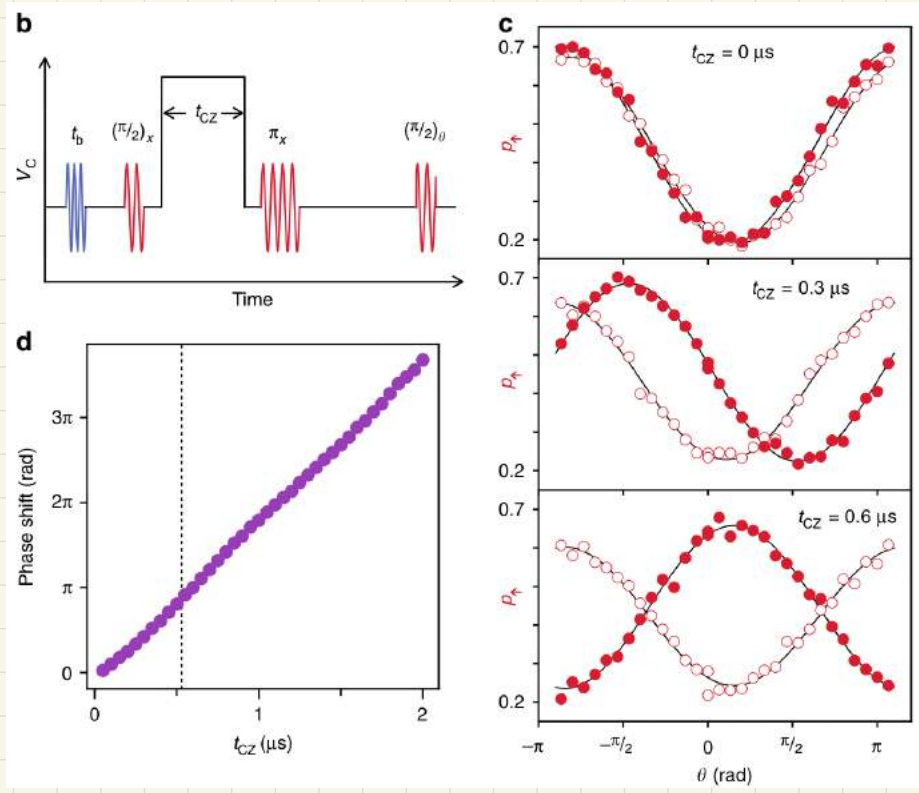 b
V_C
t_b
(π/2)_x
t_CZ
π_x
(π/2)_θ
Time
c
0.7
t_CZ = 0 μs
p_↑
0.2
0.7
t_CZ = 0.3 μs
p_↑
0.2
0.7
t_CZ = 0.6 μs
p_↑
0.2
−π
−π/2
0
π/2
π
θ (rad)
d
Phase shift (rad)
3π
2π
π
0
0
1
2
t_CZ (μs)